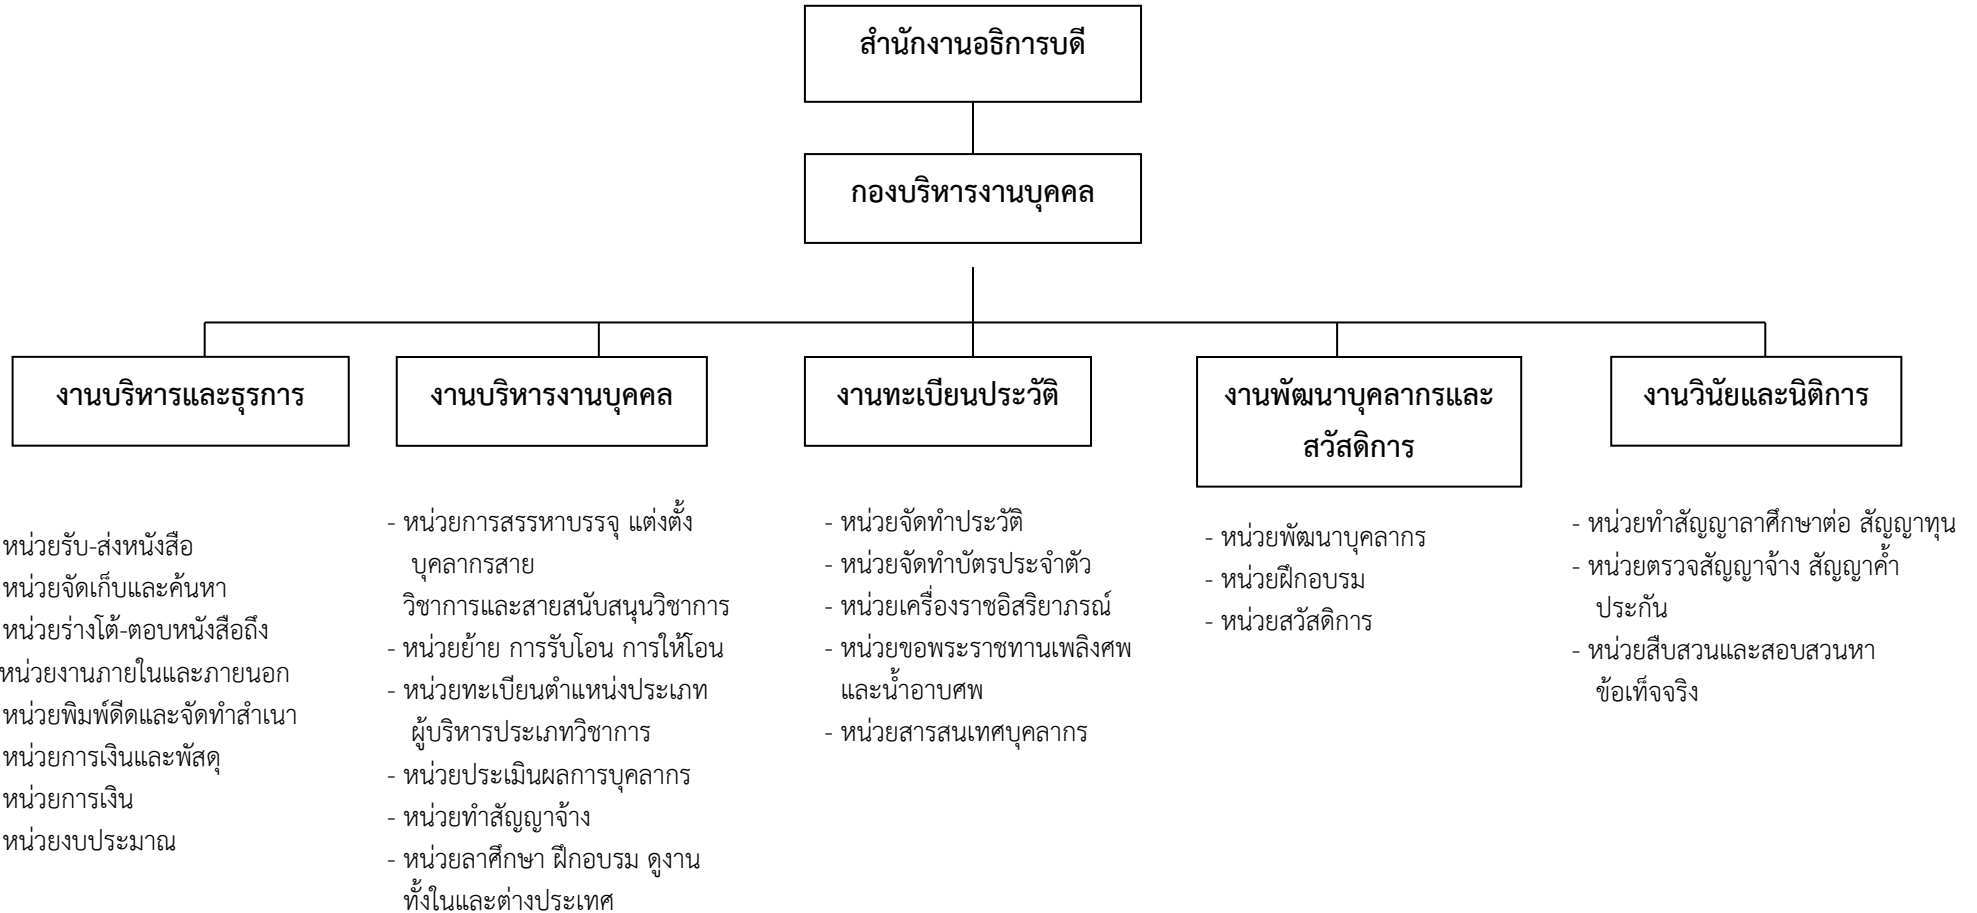 สำนักงานอธิการบดี
กองบริหารงานบุคคล
งานบริหารและธุรการ
หน่วยรับ-ส่งหนังสือ
หน่วยจัดเก็บและค้นหา
หน่วยร่างโต้-ตอบหนังสือถึง
หน่วยงานภายในและภายนอก
หน่วยพิมพ์ดีดและจัดทำสำเนา
หน่วยการเงินและพัสดุ
หน่วยการเงิน
หน่วยงบประมาณ
งานบริหารงานบุคคล
- หน่วยการสรรหาบรรจุ แต่งตั้ง
บุคลากรสาย
วิชาการและสายสนับสนุนวิชาการ
- หน่วยย้าย การรับโอน การให้โอน
- หน่วยทะเบียนตำแหน่งประเภท
ผู้บริหารประเภทวิชาการ
- หน่วยประเมินผลการบุคลากร
- หน่วยทำสัญญาจ้าง
- หน่วยลาศึกษา ฝึกอบรม ดูงาน
ทั้งในและต่างประเทศ
งานทะเบียนประวัติ
- หน่วยจัดทำประวัติ
- หน่วยจัดทำบัตรประจำตัว
- หน่วยเครื่องราชอิสริยาภรณ์
- หน่วยขอพระราชทานเพลิงศพ
และน้ำอาบศพ
- หน่วยสารสนเทศบุคลากร
งานพัฒนาบุคลากรและ
สวัสดิการ
- หน่วยพัฒนาบุคลากร
- หน่วยฝึกอบรม
- หน่วยสวัสดิการ
งานวินัยและนิติการ
- หน่วยทำสัญญาลาศึกษาต่อ สัญญาทุน
- หน่วยตรวจสัญญาจ้าง สัญญาค้ำ
ประกัน
- หน่วยสืบสวนและสอบสวนหา
ข้อเท็จจริง